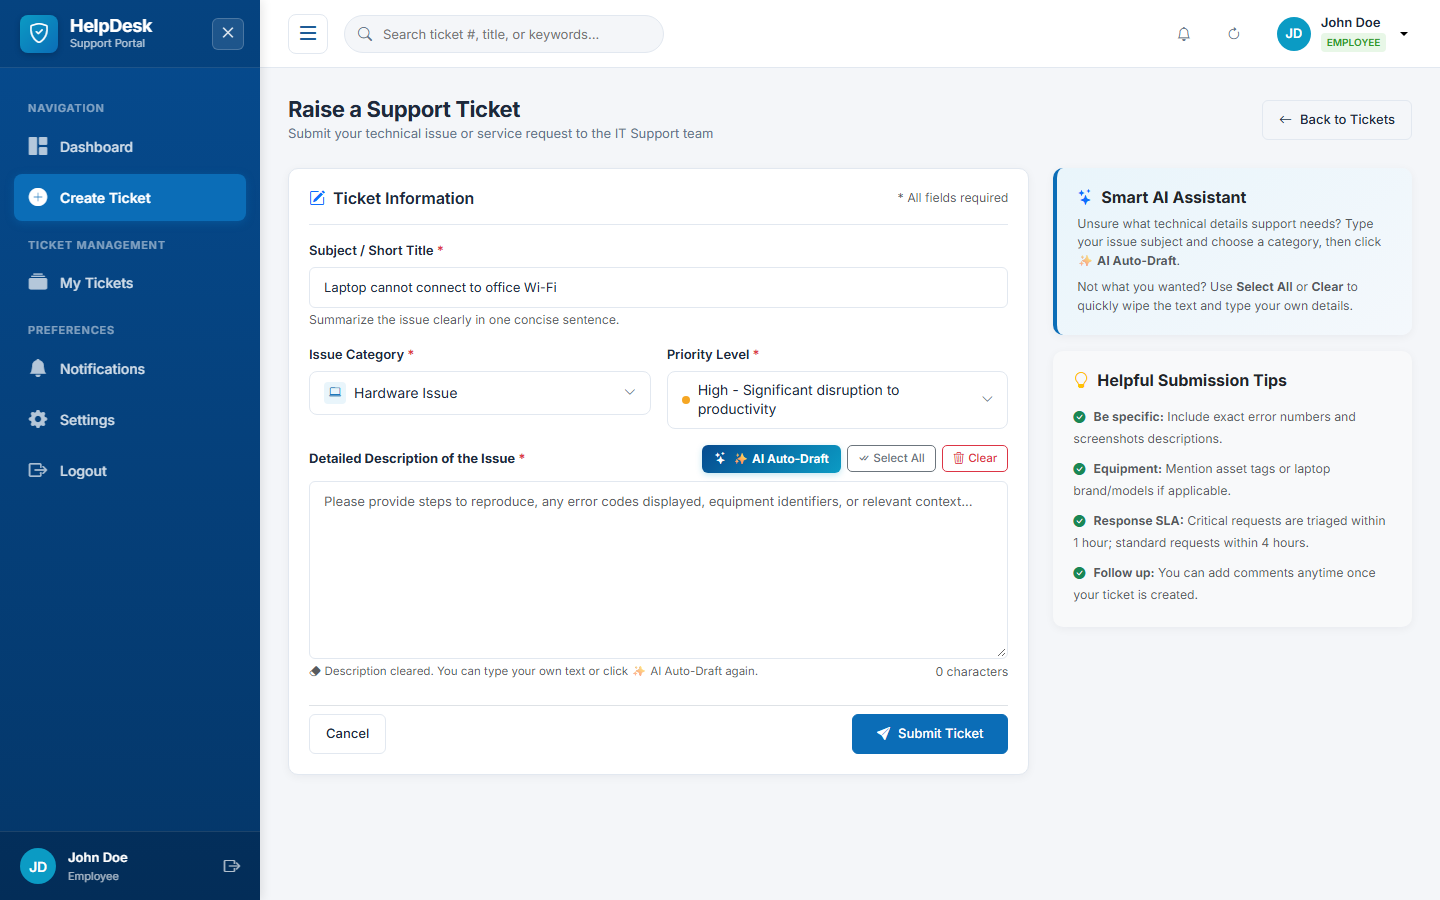 HelpDesk
Support Portal
NAVIGATION
Dashboard
Create Ticket
TICKET MANAGEMENT
My Tickets
PREFERENCES
Notifications
Settings
Logout
JD
John Doe
Employee
Search ticket #, title, or keywords...
JD
John Doe
EMPLOYEE
Raise a Support Ticket
Submit your technical issue or service request to the IT Support team
Back to Tickets
Ticket Information
* All fields required
Subject / Short Title *
Laptop cannot connect to office Wi-Fi
Summarize the issue clearly in one concise sentence.
Issue Category *
Hardware Issue
Priority Level *
High - Significant disruption to
productivity
Detailed Description of the Issue *
AI Auto-Draft
Select All
Clear
Please provide steps to reproduce, any error codes displayed, equipment identifiers, or relevant context...
Description cleared. You can type your own text or click ✨ AI Auto-Draft again.
0 characters
Cancel
Submit Ticket
Smart AI Assistant
Unsure what technical details support needs? Type
your issue subject and choose a category, then click
✨ AI Auto-Draft.
Not what you wanted? Use Select All or Clear to
quickly wipe the text and type your own details.
Helpful Submission Tips
Be specific: Include exact error numbers and
screenshots descriptions.
Equipment: Mention asset tags or laptop
brand/models if applicable.
Response SLA: Critical requests are triaged within
1 hour; standard requests within 4 hours.
Follow up: You can add comments anytime once
your ticket is created.